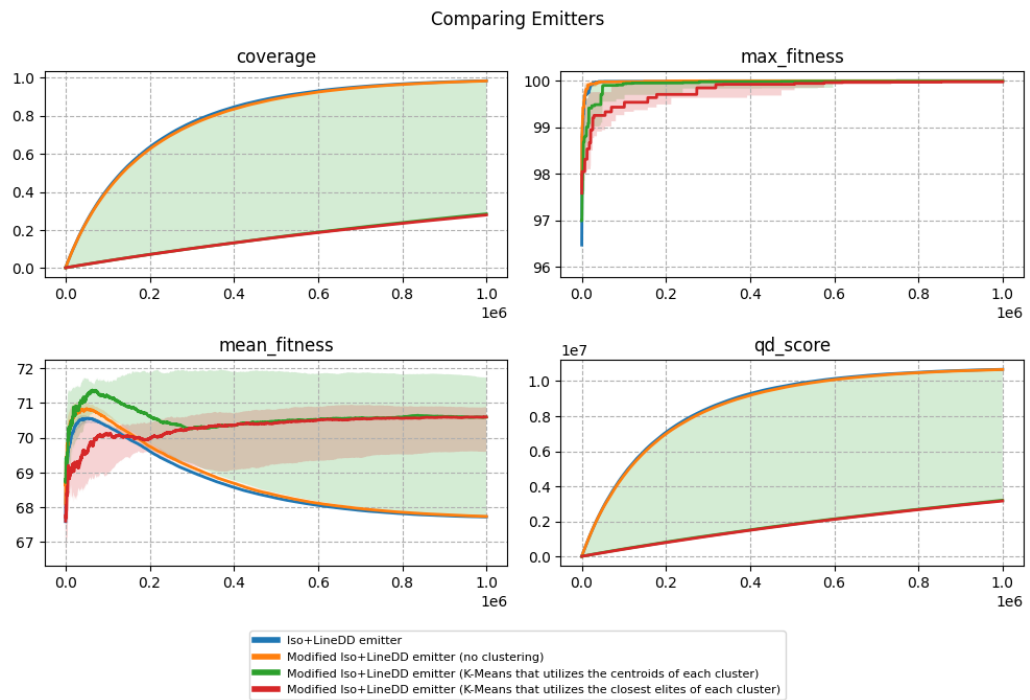 Comparing Emitters
coverage
1.0
0.8
0.6
0.4
0.2
0.0
0.0 0.2 0.4 0.6 0.8 1.0
1e6
max_fitness
100
99
98
97
96
0.0 0.2 0.4 0.6 0.8 1.0
1e6
mean_fitness
72
71
70
69
68
67
0.0 0.2 0.4 0.6 0.8 1.0
1e6
qd_score
1e7
1.0
0.8
0.6
0.4
0.2
0.0
0.0 0.2 0.4 0.6 0.8 1.0
1e6
Iso+LineDD emitter
Modified Iso+LineDD emitter (no clustering)
Modified Iso+LineDD emitter (K-Means that utilizes the centroids of each cluster)
Modified Iso+LineDD emitter (K-Means that utilizes the closest elites of each cluster)